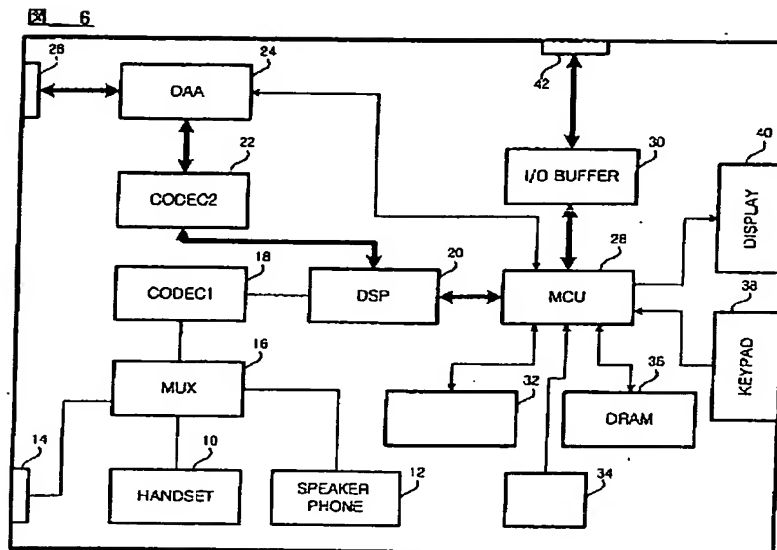 図 6
26
24
42
40
DAA
22
30
I/O BUFFER
DISPLAY
CODEC2
18
20
28
38
CODEC1
DSP
MCU
KEYPAD
16
36
MUX
32
DRAM
14
10
12
34
HANDSET
SPEAKER
PHONE